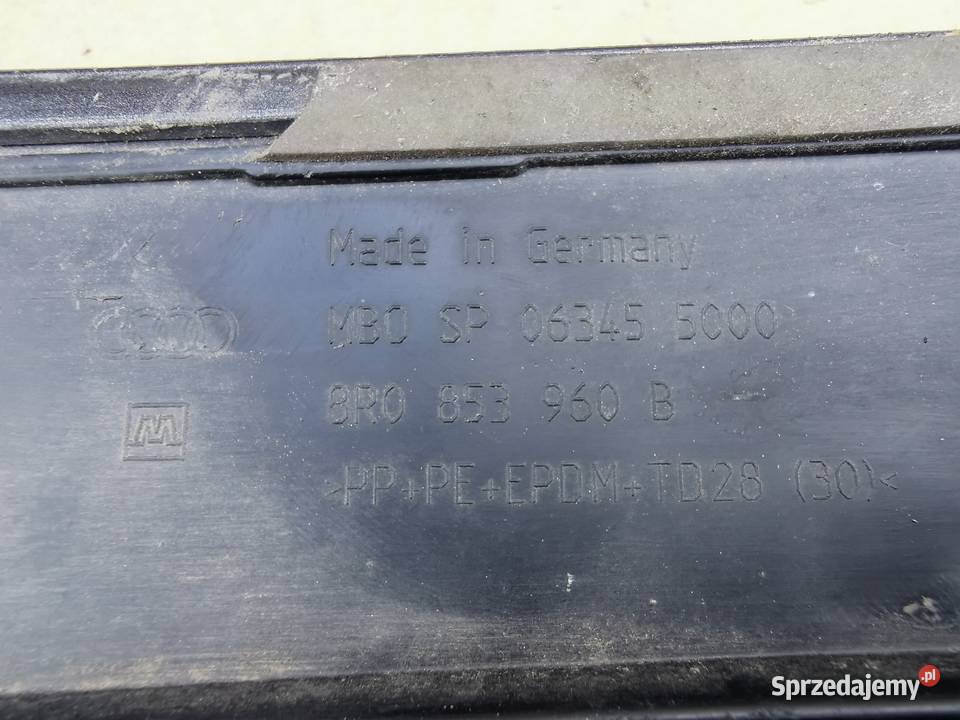 Made in Germany
MBO SP 06345 5000
8R0 853 960 B
>PP+PE+EPDM+TD28 (30)<
M
Sprzedajemy.pl